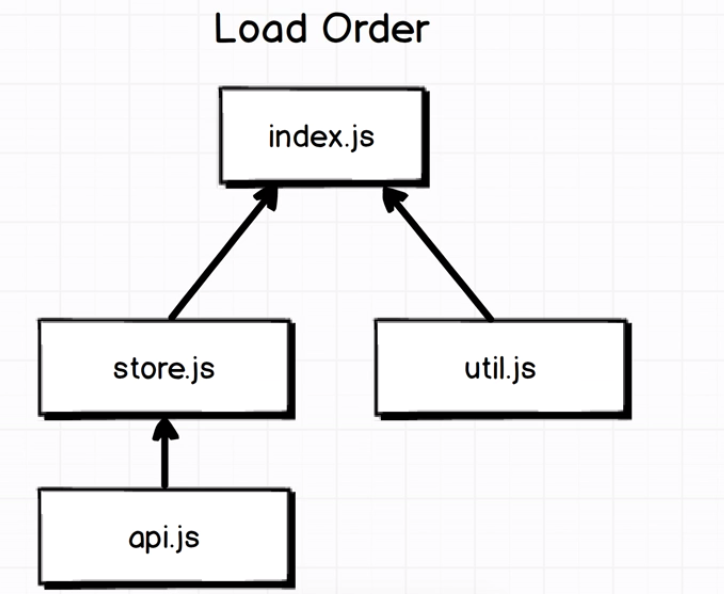 Load Order
index.js
store.js
util.js
api.js